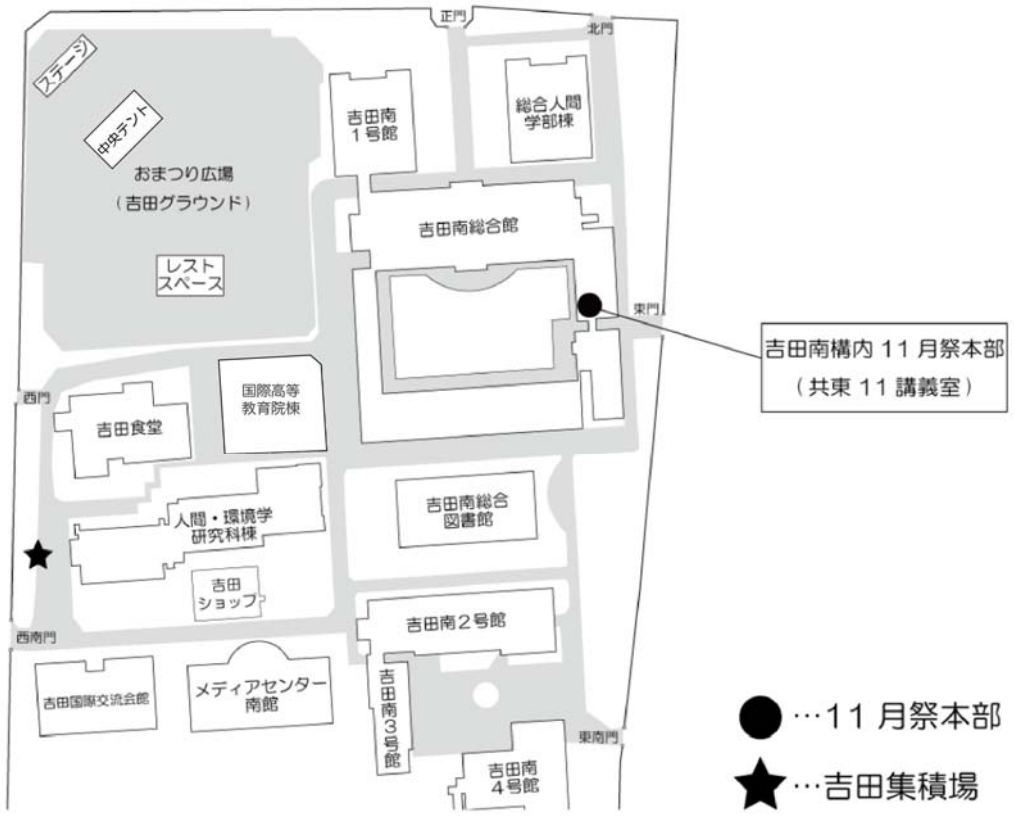 正門
北門
ステージ
中央テント
吉田南
1号館
総合人間
学部棟
おまつり広場
（吉田グラウンド）
吉田南総合館
レスト
スペース
東門
吉田南構内 11 月祭本部
（共東 11 講義室）
西門
国際高等
教育院棟
吉田食堂
吉田南総合
図書館
人間・環境学
研究科棟
吉田
ショップ
吉田南2号館
西南門
吉田国際交流会館
メディアセンター
南館
吉田南3号館
東南門
吉田南
4号館
…11 月祭本部
…吉田集積場